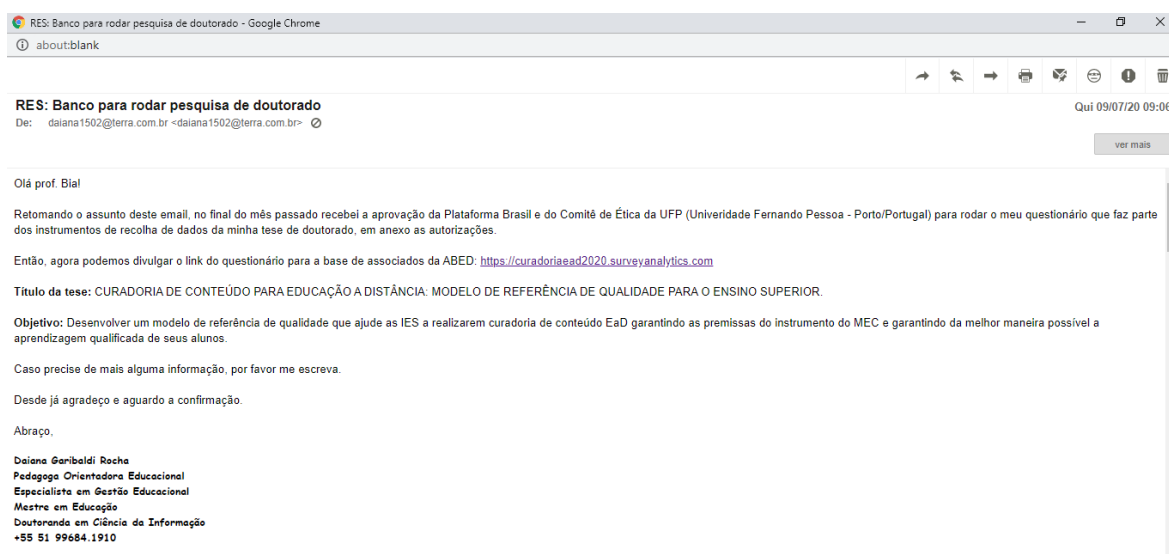 RES: Banco para rodar pesquisa de doutorado - Google Chrome
about:blank
RES: Banco para rodar pesquisa de doutorado
Qui 09/07/20 09:06
De: daiana1502@terra.com.br <daiana1502@terra.com.br>
ver mais
Olá prof. Bia!
Retomando o assunto deste email, no final do mês passado recebei a aprovação da Plataforma Brasil e do Comitê de Ética da UFP (Univeridade Fernando Pessoa - Porto/Portugal) para rodar o meu questionário que faz parte
dos instrumentos de recolha de dados da minha tese de doutorado, em anexo as autorizações.
Então, agora podemos divulgar o link do questionário para a base de associados da ABED: https://curadoriaead2020.surveyanalytics.com
Título da tese: CURADORIA DE CONTEÚDO PARA EDUCAÇÃO A DISTÂNCIA: MODELO DE REFERÊNCIA DE QUALIDADE PARA O ENSINO SUPERIOR.
Objetivo: Desenvolver um modelo de referência de qualidade que ajude as IES a realizarem curadoria de conteúdo EaD garantindo as premissas do instrumento do MEC e garantindo da melhor maneira possível a
aprendizagem qualificada de seus alunos.
Caso precise de mais alguma informação, por favor me escreva.
Desde já agradeço e aguardo a confirmação.
Abraço,
Daiana Garibaldi Rocha
Pedagoga Orientadora Educacional
Especialista em Gestão Educacional
Mestre em Educação
Doutoranda em Ciência da Informação
+55 51 99684.1910